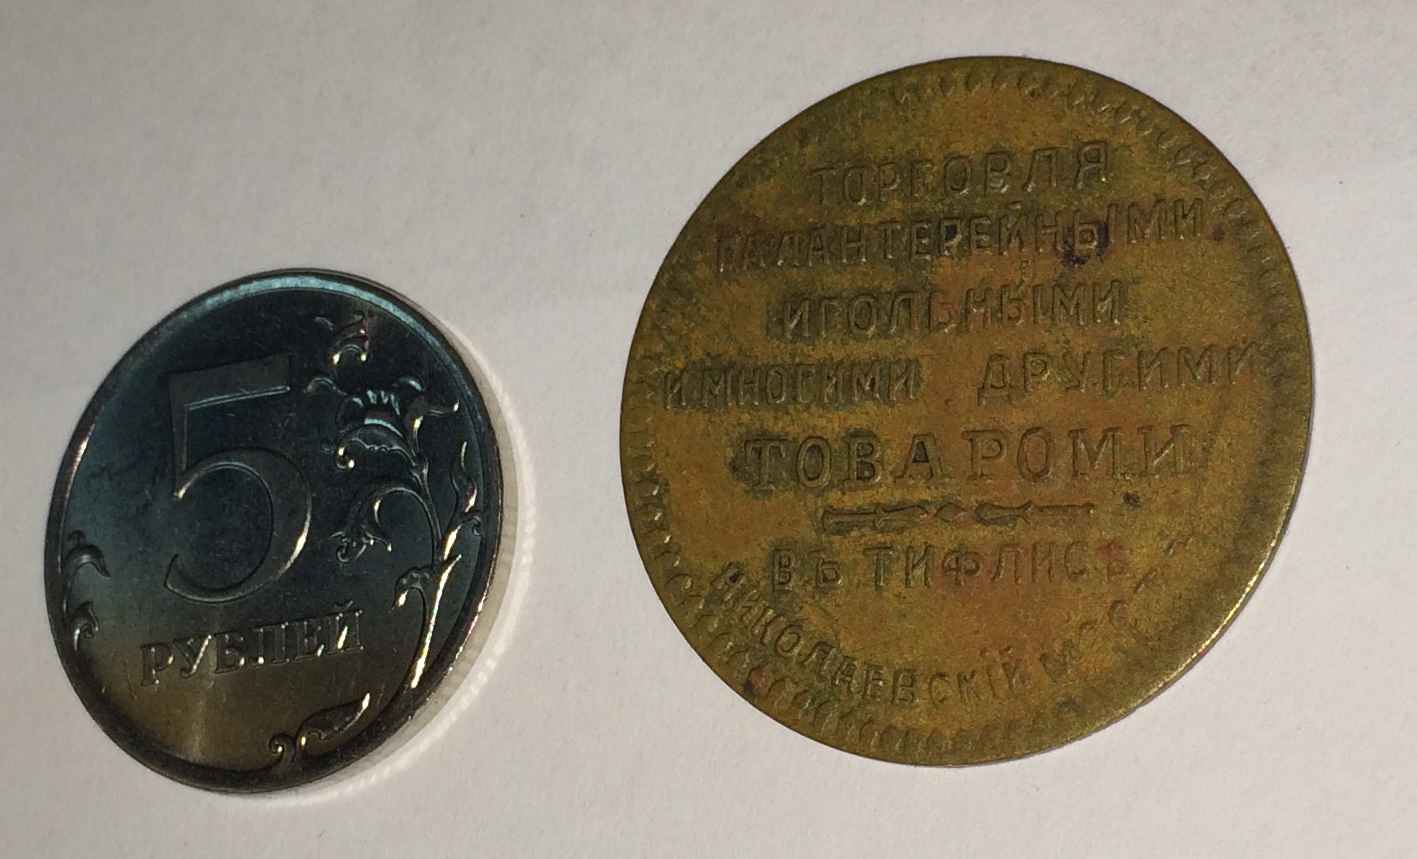 5
РУБЛЕЙ
ТОРГОВЛЯ
ГАЛАНТЕРЕЙНЫМИ
ИГОЛЬНЫМИ
И МНОГИМИ ДРУГИМИ
ТОВАРОМИ
ВЪ ТИФЛИСѢ
НИКОЛАЕВСКІЙ